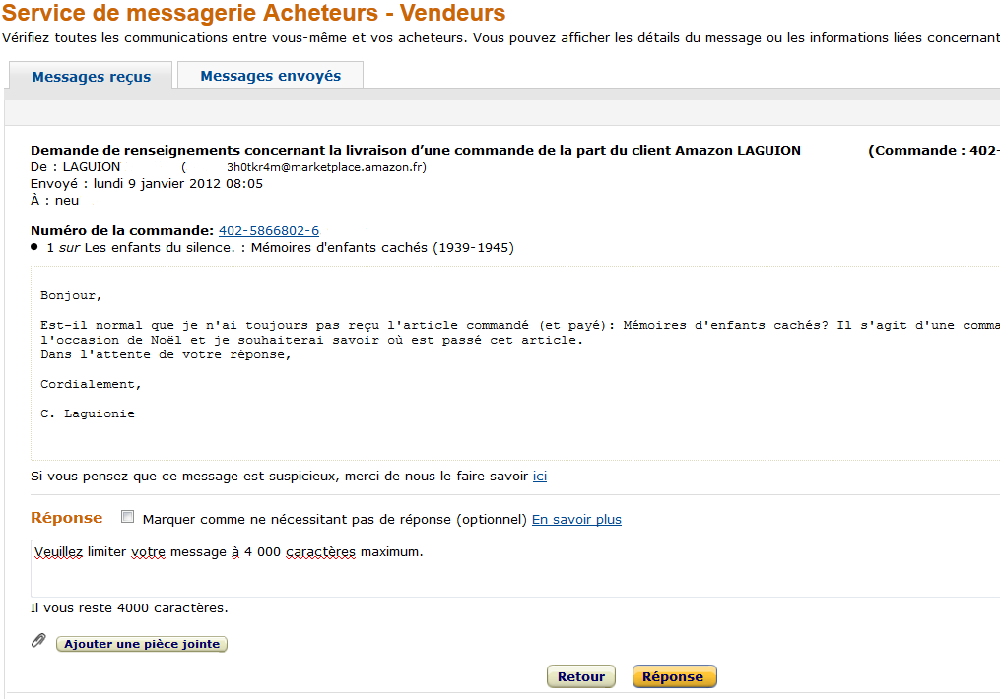 Service de messagerie Acheteurs - Vendeurs
Vérifiez toutes les communications entre vous-même et vos acheteurs. Vous pouvez afficher les détails du message ou les informations liées concernant
Messages reçus
Messages envoyés
Demande de renseignements concernant la livraison d’une commande de la part du client Amazon LAGUION (Commande : 402-
De : LAGUION ( 3h0tkr4m@marketplace.amazon.fr)
Envoyé : lundi 9 janvier 2012 08:05
À : neu
Numéro de la commande: 402-5866802-6
• 1 sur Les enfants du silence. : Mémoires d'enfants cachés (1939-1945)
Bonjour,
Est-il normal que je n'ai toujours pas reçu l'article commandé (et payé): Mémoires d'enfants cachés? Il s'agit d'une comma
l'occasion de Noël et je souhaiterai savoir où est passé cet article.
Dans l'attente de votre réponse,
Cordialement,
C. Laguionie
Si vous pensez que ce message est suspicieux, merci de nous le faire savoir ici
Réponse Marquer comme ne nécessitant pas de réponse (optionnel) En savoir plus
Veuillez limiter votre message à 4 000 caractères maximum.
Il vous reste 4000 caractères.
Ajouter une pièce jointe
Retour
Réponse